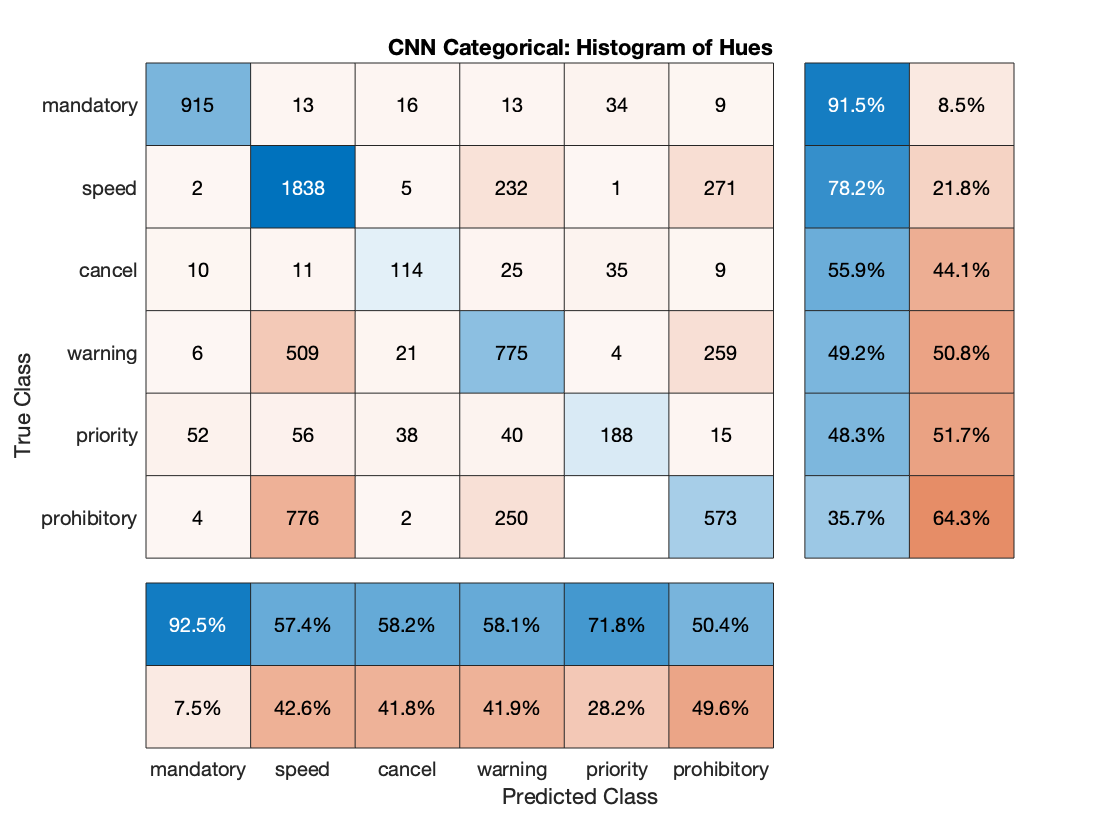 CNN Categorical: Histogram of Hues
mandatory 915 13 16 13 34 9 91.5% 8.5%
speed 2 1838 5 232 1 271 78.2% 21.8%
cancel 10 11 114 25 35 9 55.9% 44.1%
warning 6 509 21 775 4 259 49.2% 50.8%
priority 52 56 38 40 188 15 48.3% 51.7%
prohibitory 4 776 2 250 573 35.7% 64.3%
True Class
92.5% 57.4% 58.2% 58.1% 71.8% 50.4%
7.5% 42.6% 41.8% 41.9% 28.2% 49.6%
mandatory speed cancel warning priority prohibitory
Predicted Class